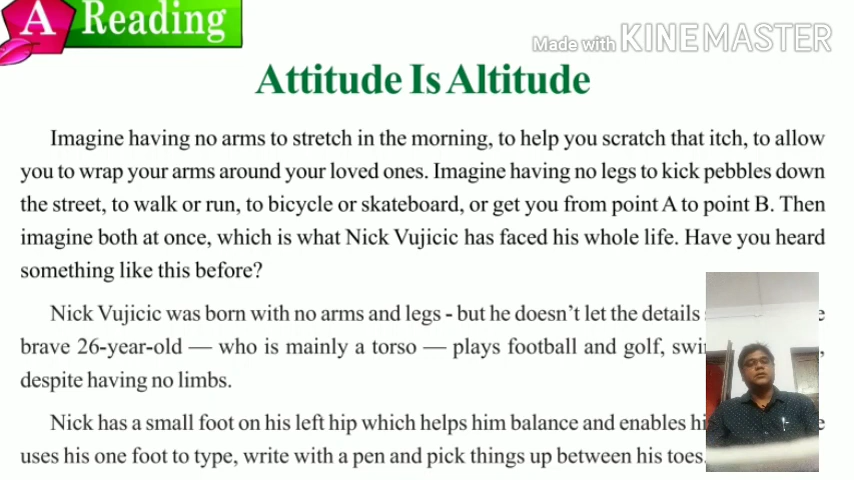 A Reading
Made with KINEMASTER
Attitude Is Altitude
Imagine having no arms to stretch in the morning, to help you scratch that itch, to allow
you to wrap your arms around your loved ones. Imagine having no legs to kick pebbles down
the street, to walk or run, to bicycle or skateboard, or get you from point A to point B. Then
imagine both at once, which is what Nick Vujicic has faced his whole life. Have you heard
something like this before?
Nick Vujicic was born with no arms and legs - but he doesn't let the details
brave 26-year-old — who is mainly a torso — plays football and golf,
despite having no limbs.
Nick has a small foot on his left hip which helps him balance and enables
uses his one foot to type, write with a pen and pick things up between his toes.